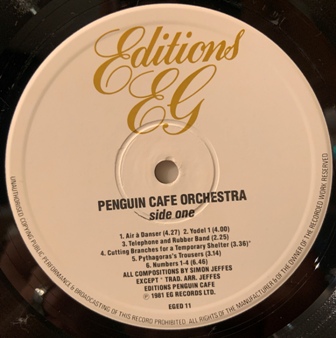 Editions
EG
PENGUIN CAFE ORCHESTRA
side one
1. Air à Danser (4.27)   2. Yodel 1 (4.00)
3. Telephone and Rubber Band (2.25)
4. Cutting Branches for a Temporary Shelter (3.38)*
5. Pythagoras's Trousers (3.14)
6. Numbers 1-4 (6.46)
ALL COMPOSITIONS BY SIMON JEFFES
EXCEPT * TRAD. ARR. JEFFES
EDITIONS PENGUIN CAFE
℗ 1981 EG RECORDS LTD.
EGED 11
UNAUTHORISED COPYING PUBLIC PERFORMANCE & BROADCASTING OF THIS RECORD PROHIBITED. ALL RIGHTS OF THE MANUFACTURER & OWNER OF THE RECORDED WORK RESERVED